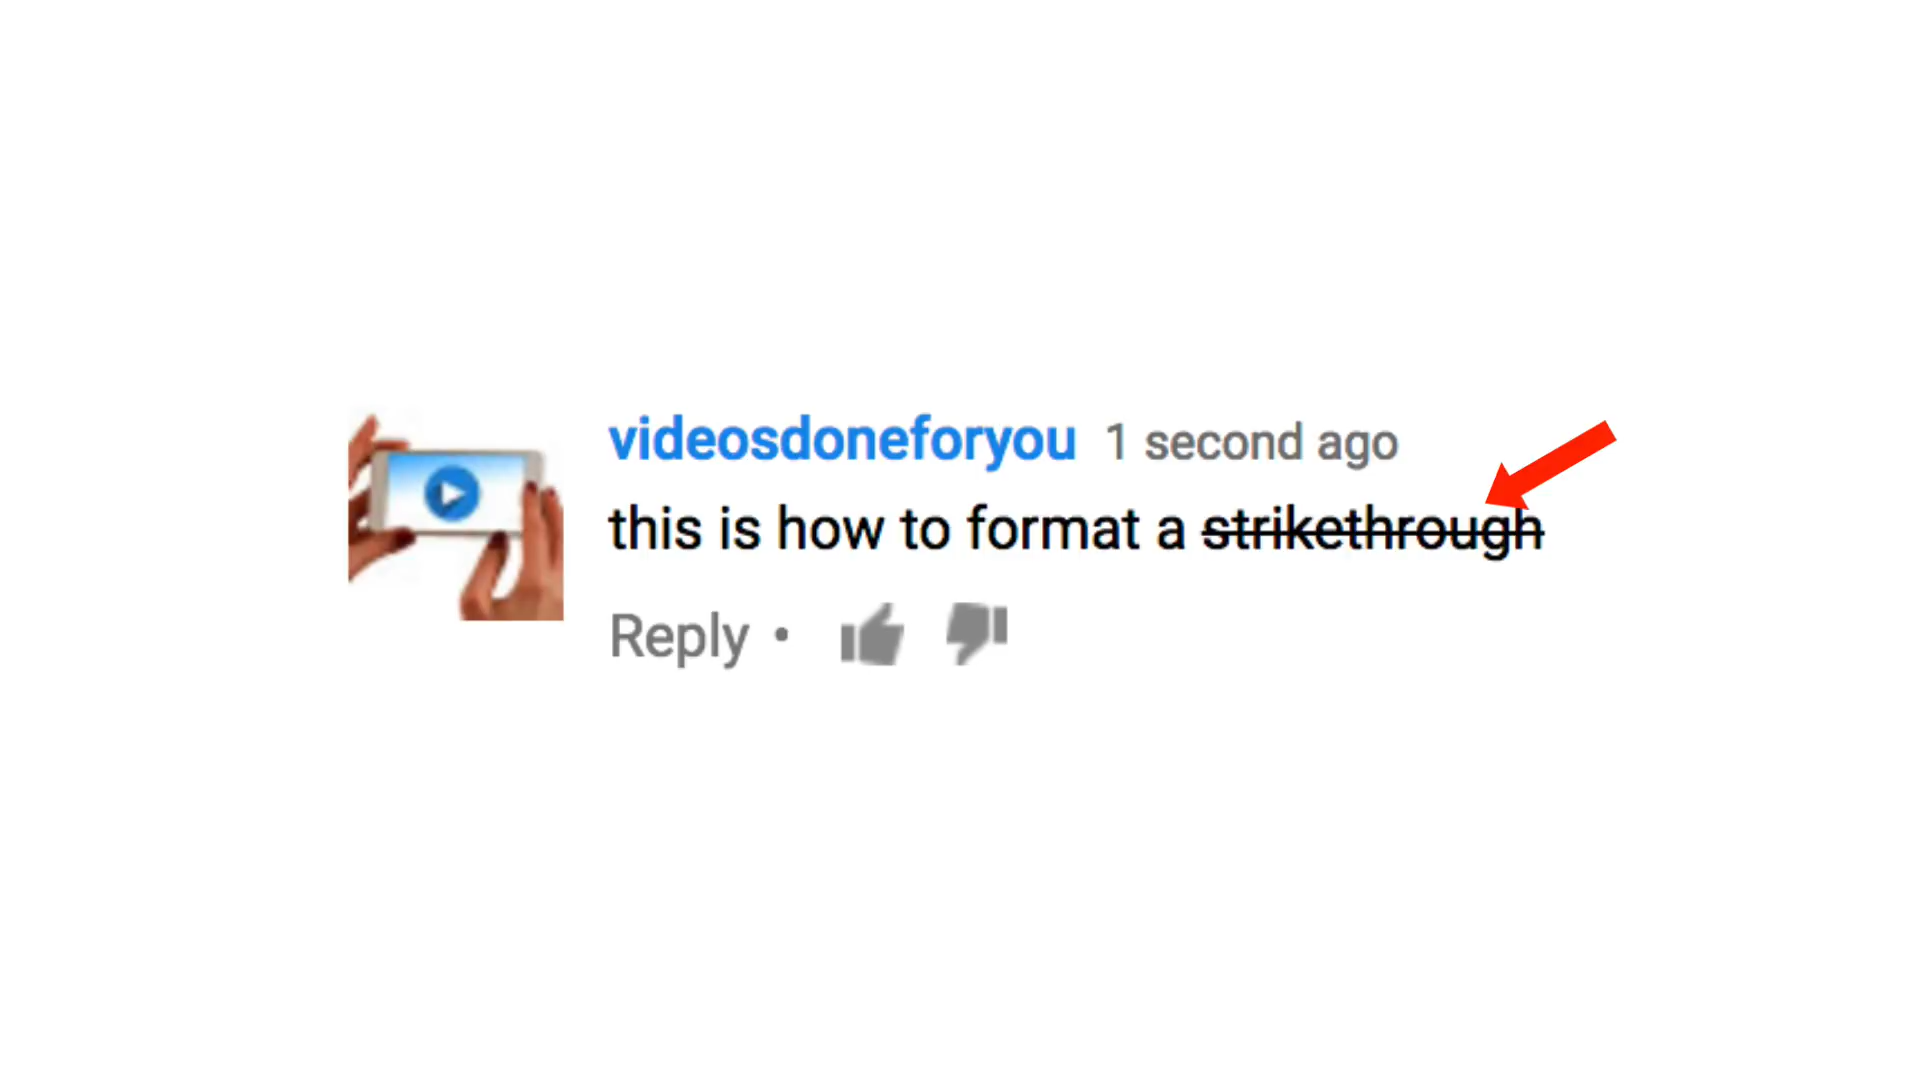 videosdoneforyou 1 second ago
this is how to format a strikethrough
Reply •